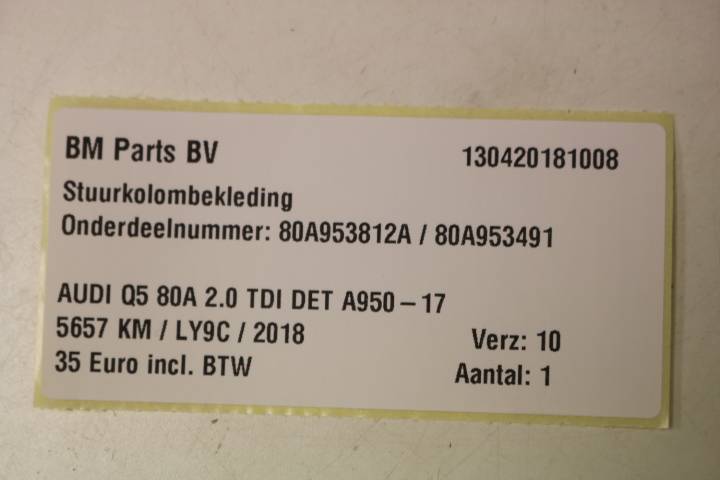 BM Parts BV 130420181008
Stuurkolombekleding
Onderdeelnummer: 80A953812A / 80A953491
AUDI Q5 80A 2.0 TDI DET A950 – 17
5657 KM / LY9C / 2018 Verz: 10
35 Euro incl. BTW Aantal: 1